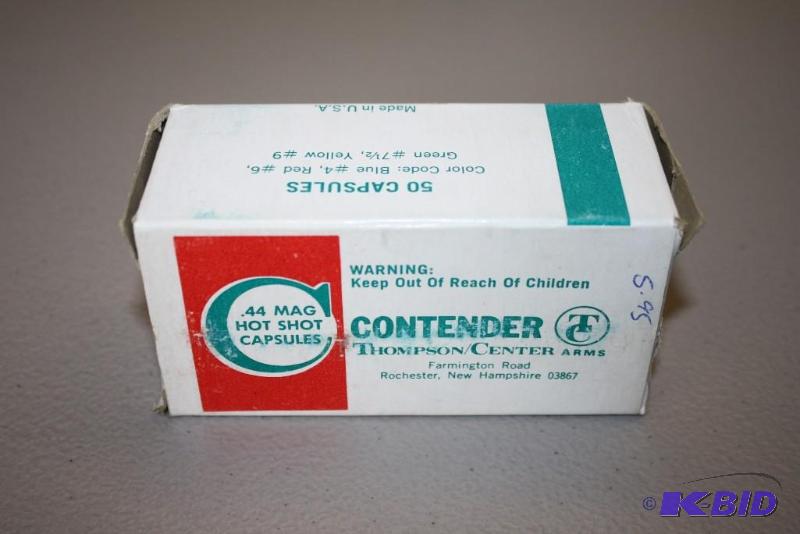 Made in U.S.A.
Green #7½, Yellow #9
Color Code: Blue #4, Red #6,
50 CAPSULES
.44 MAG
HOT SHOT
CAPSULES
WARNING:
Keep Out Of Reach Of Children
CONTENDER TC
THOMPSON/CENTER ARMS
Farmington Road
Rochester, New Hampshire 03867
5.95
© K-BID